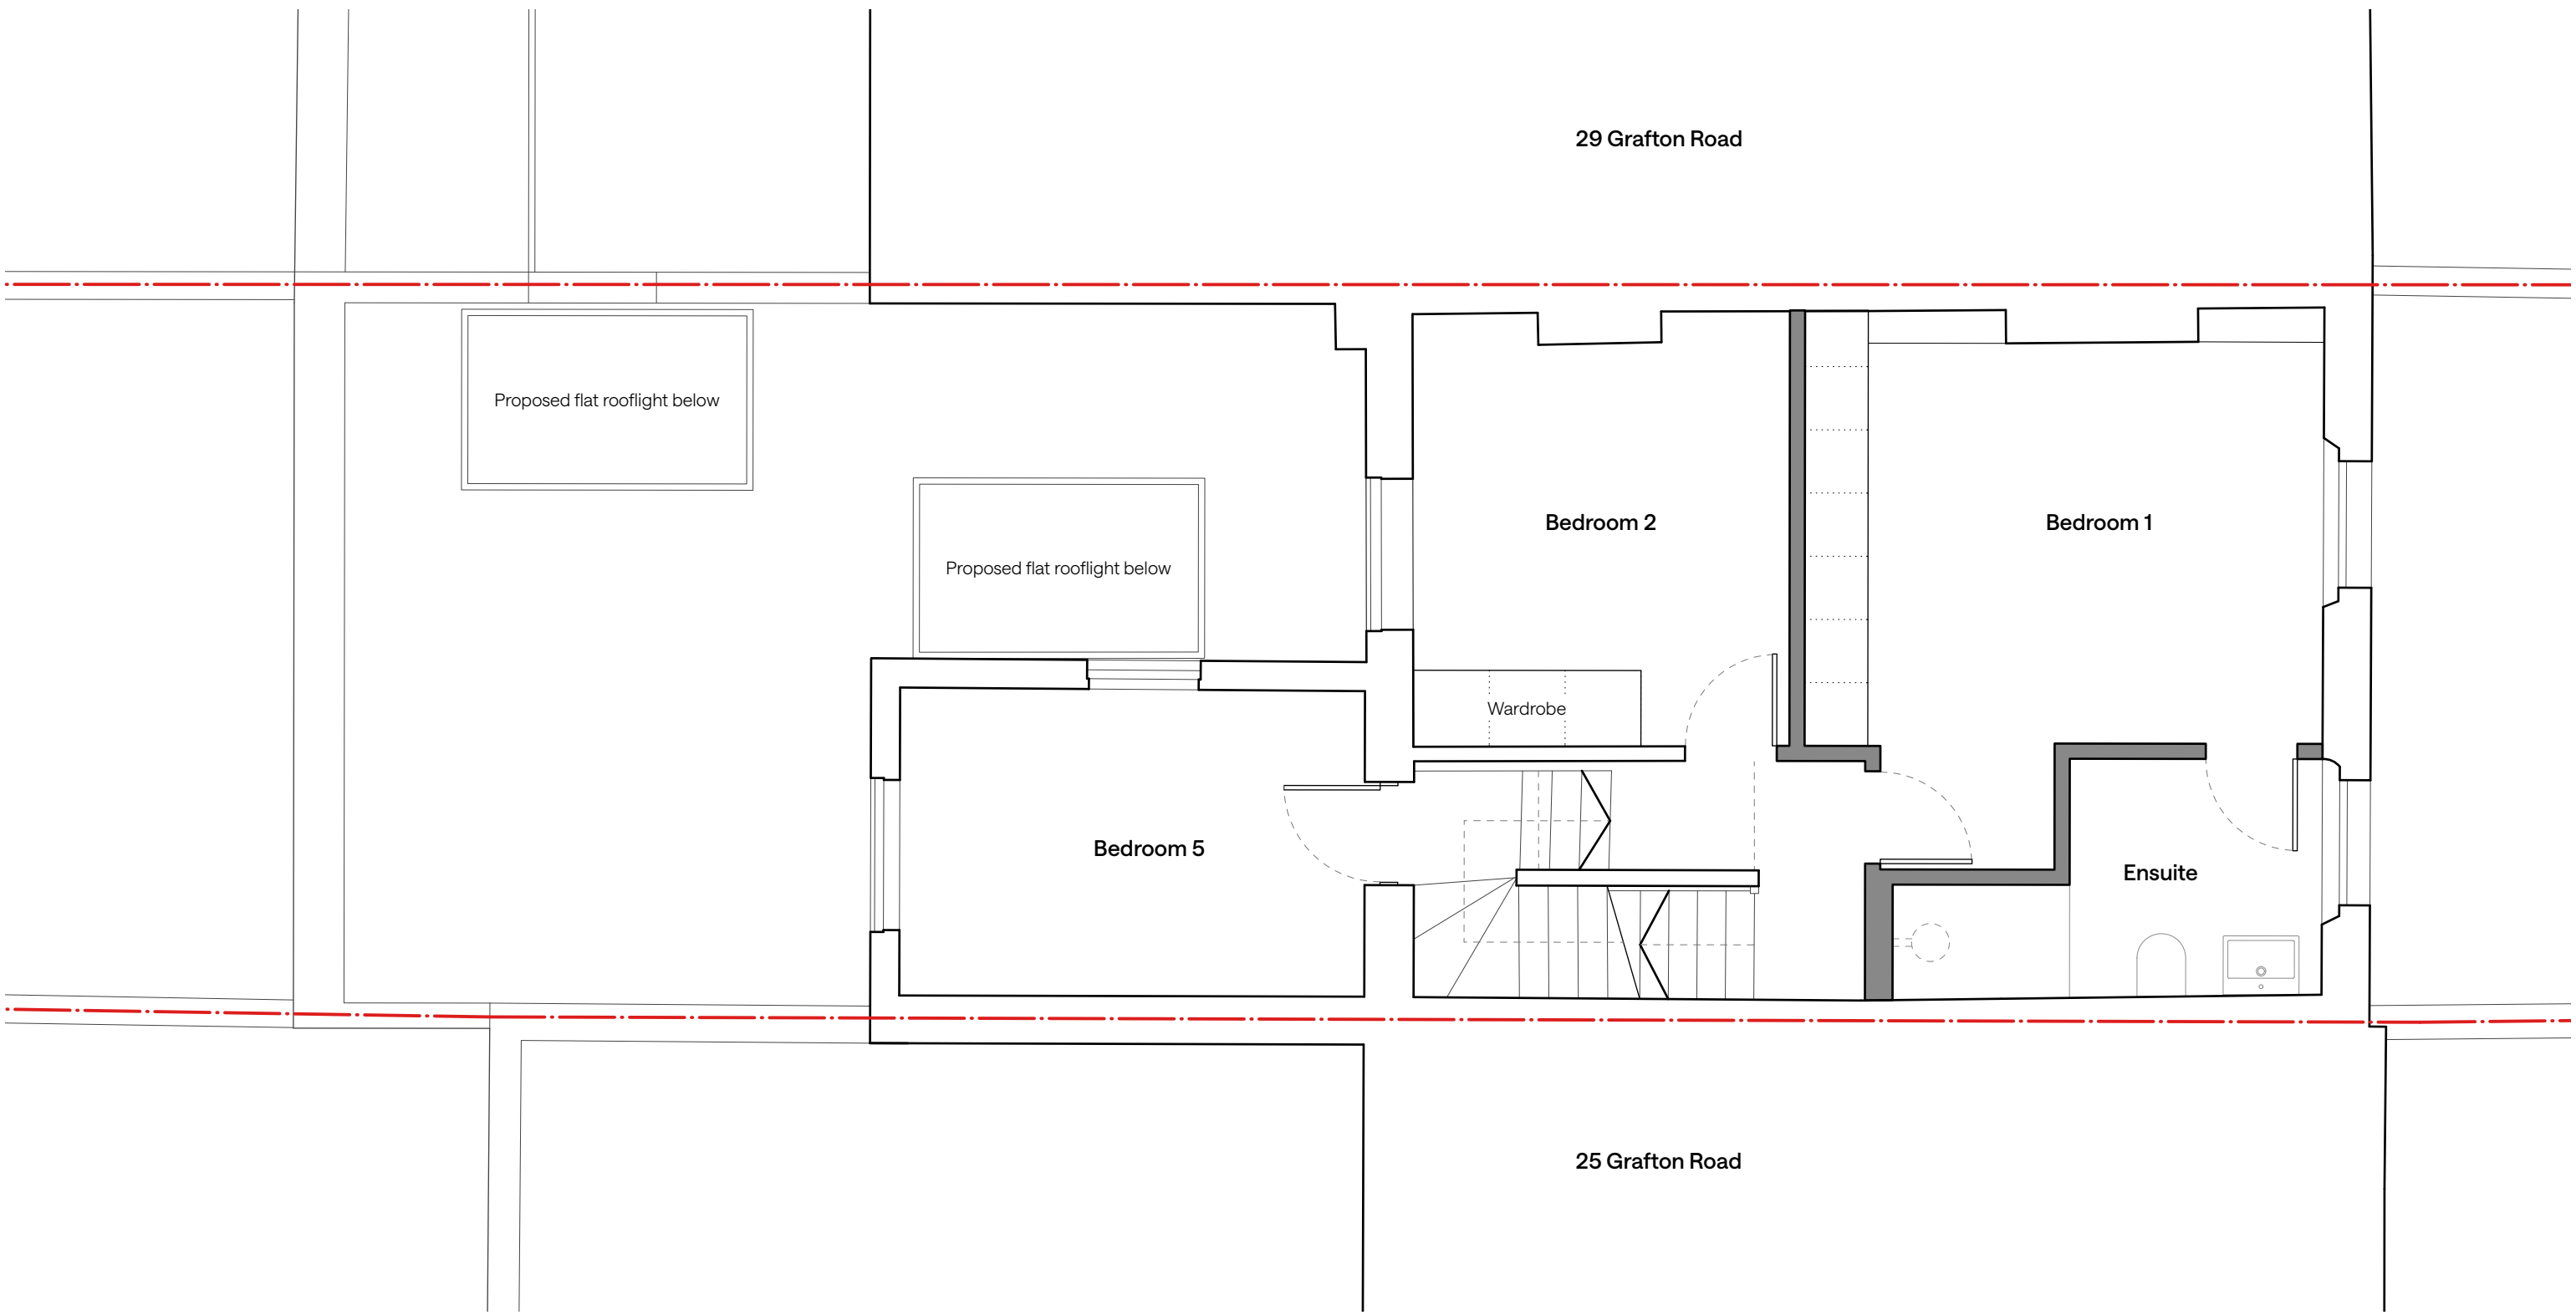 29 Grafton Road
Proposed flat rooflight below
Bedroom 2
Bedroom 1
Proposed flat rooflight below
Wardrobe
Bedroom 5
Ensuite
25 Grafton Road